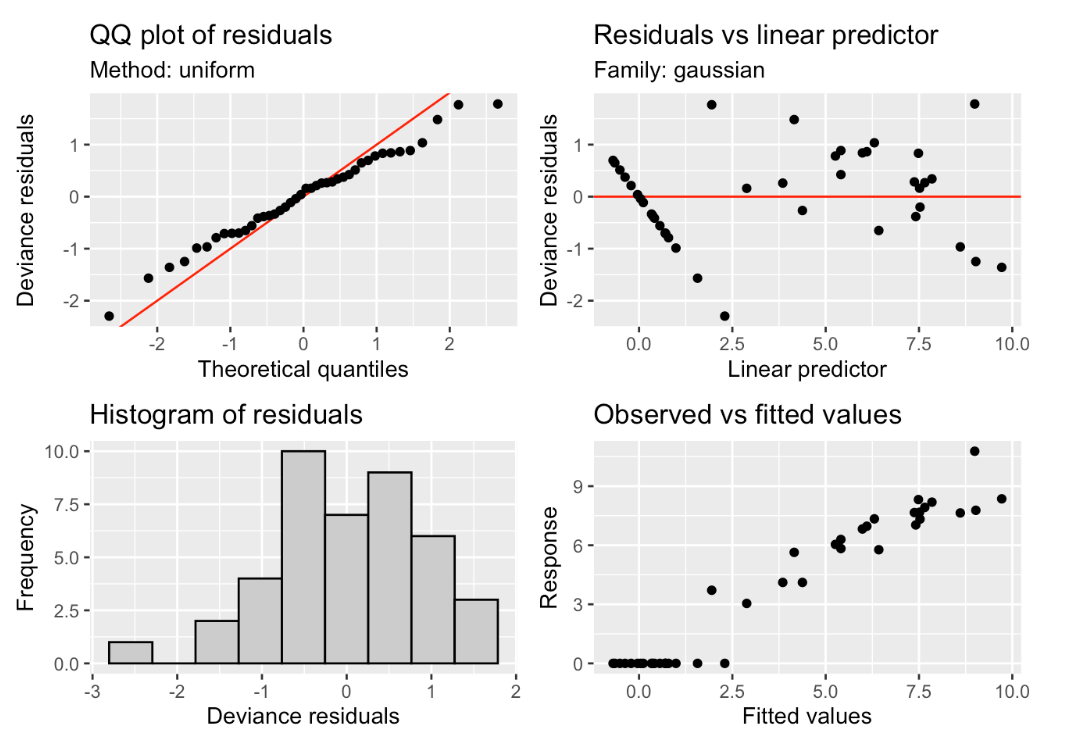 QQ plot of residuals
Method: uniform
Deviance residuals
1
0
-1
-2
-2
-1
0
1
2
Theoretical quantiles
Residuals vs linear predictor
Family: gaussian
Deviance residuals
1
0
-1
-2
0.0
2.5
5.0
7.5
10.0
Linear predictor
Histogram of residuals
Frequency
10.0
7.5
5.0
2.5
0.0
-3
-2
-1
0
1
2
Deviance residuals
Observed vs fitted values
Response
9
6
3
0
0.0
2.5
5.0
7.5
10.0
Fitted values